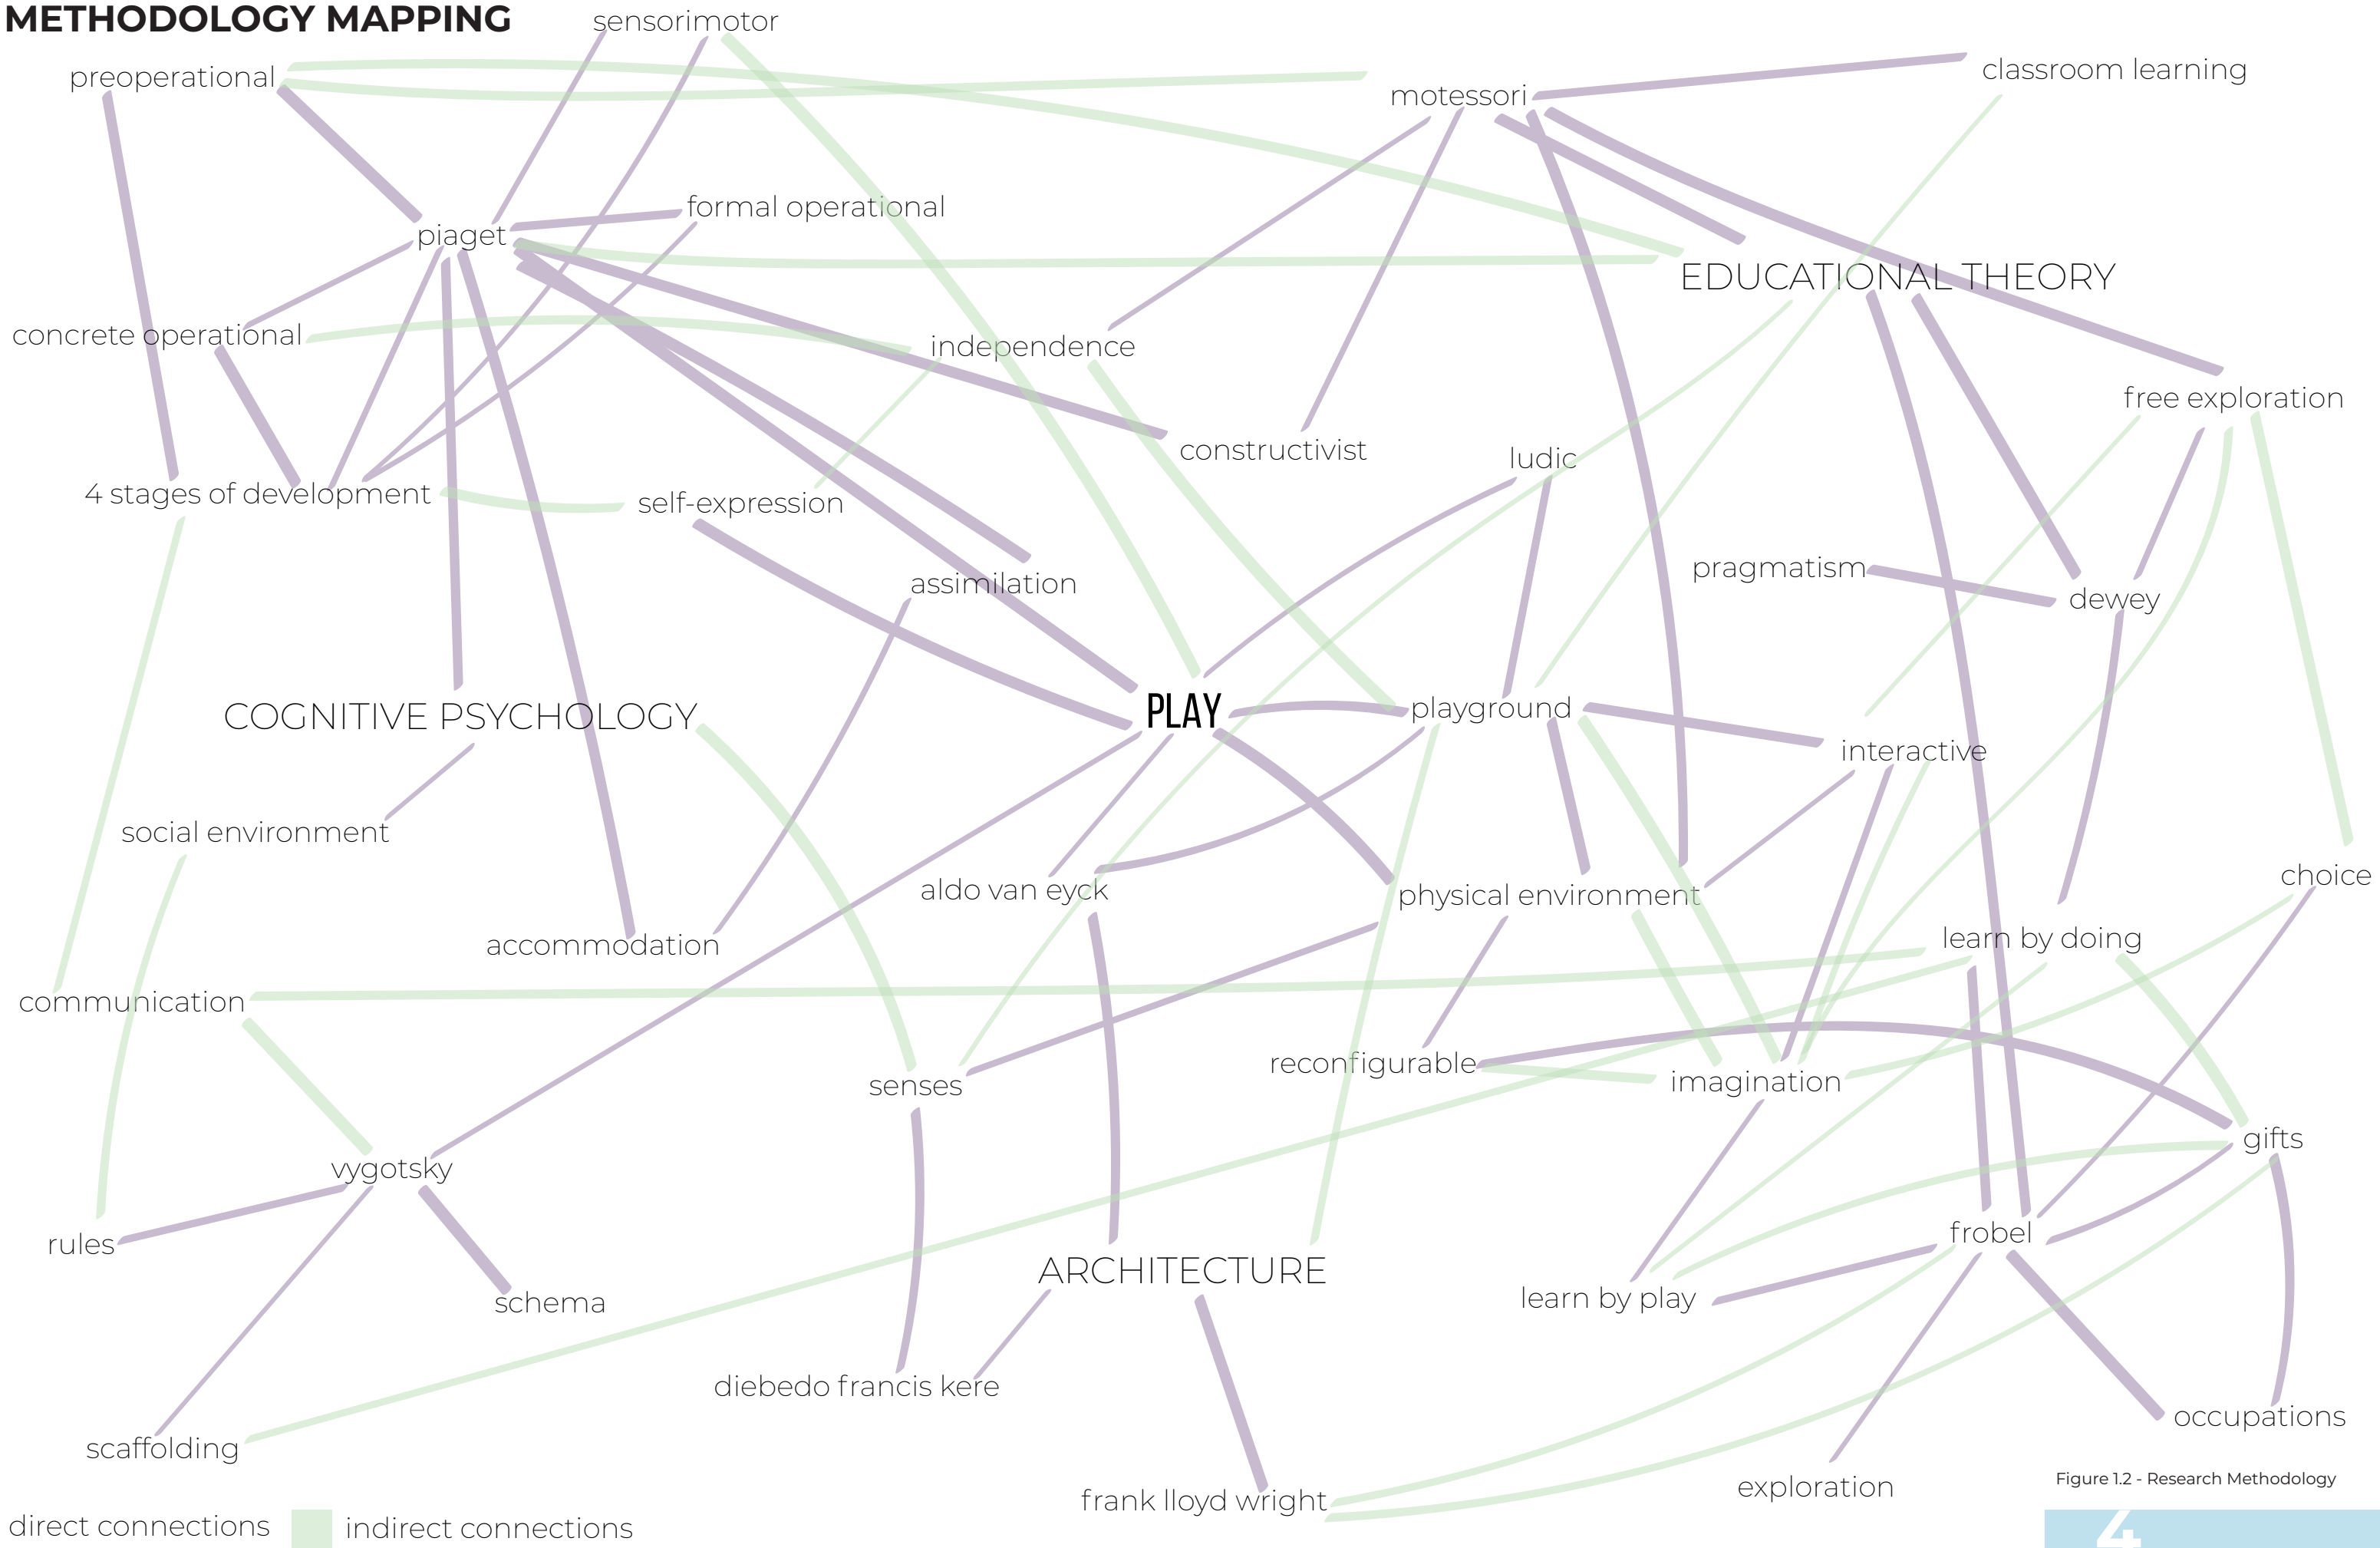 METHODOLOGY MAPPING
sensorimotor
preoperational
classroom learning
motessori
formal operational
piaget
EDUCATIONAL THEORY
concrete operational
independence
free exploration
constructivist
ludic
4 stages of development
self-expression
pragmatism
assimilation
dewey
PLAY
playground
COGNITIVE PSYCHOLOGY
interactive
social environment
choice
aldo van eyck
physical environment
learn by doing
accommodation
communication
reconfigurable
imagination
senses
gifts
vygotsky
frobel
rules
ARCHITECTURE
learn by play
schema
diebedo francis kere
occupations
scaffolding
exploration
frank lloyd wright
Figure 1.2 - Research Methodology
direct connections
indirect connections
4